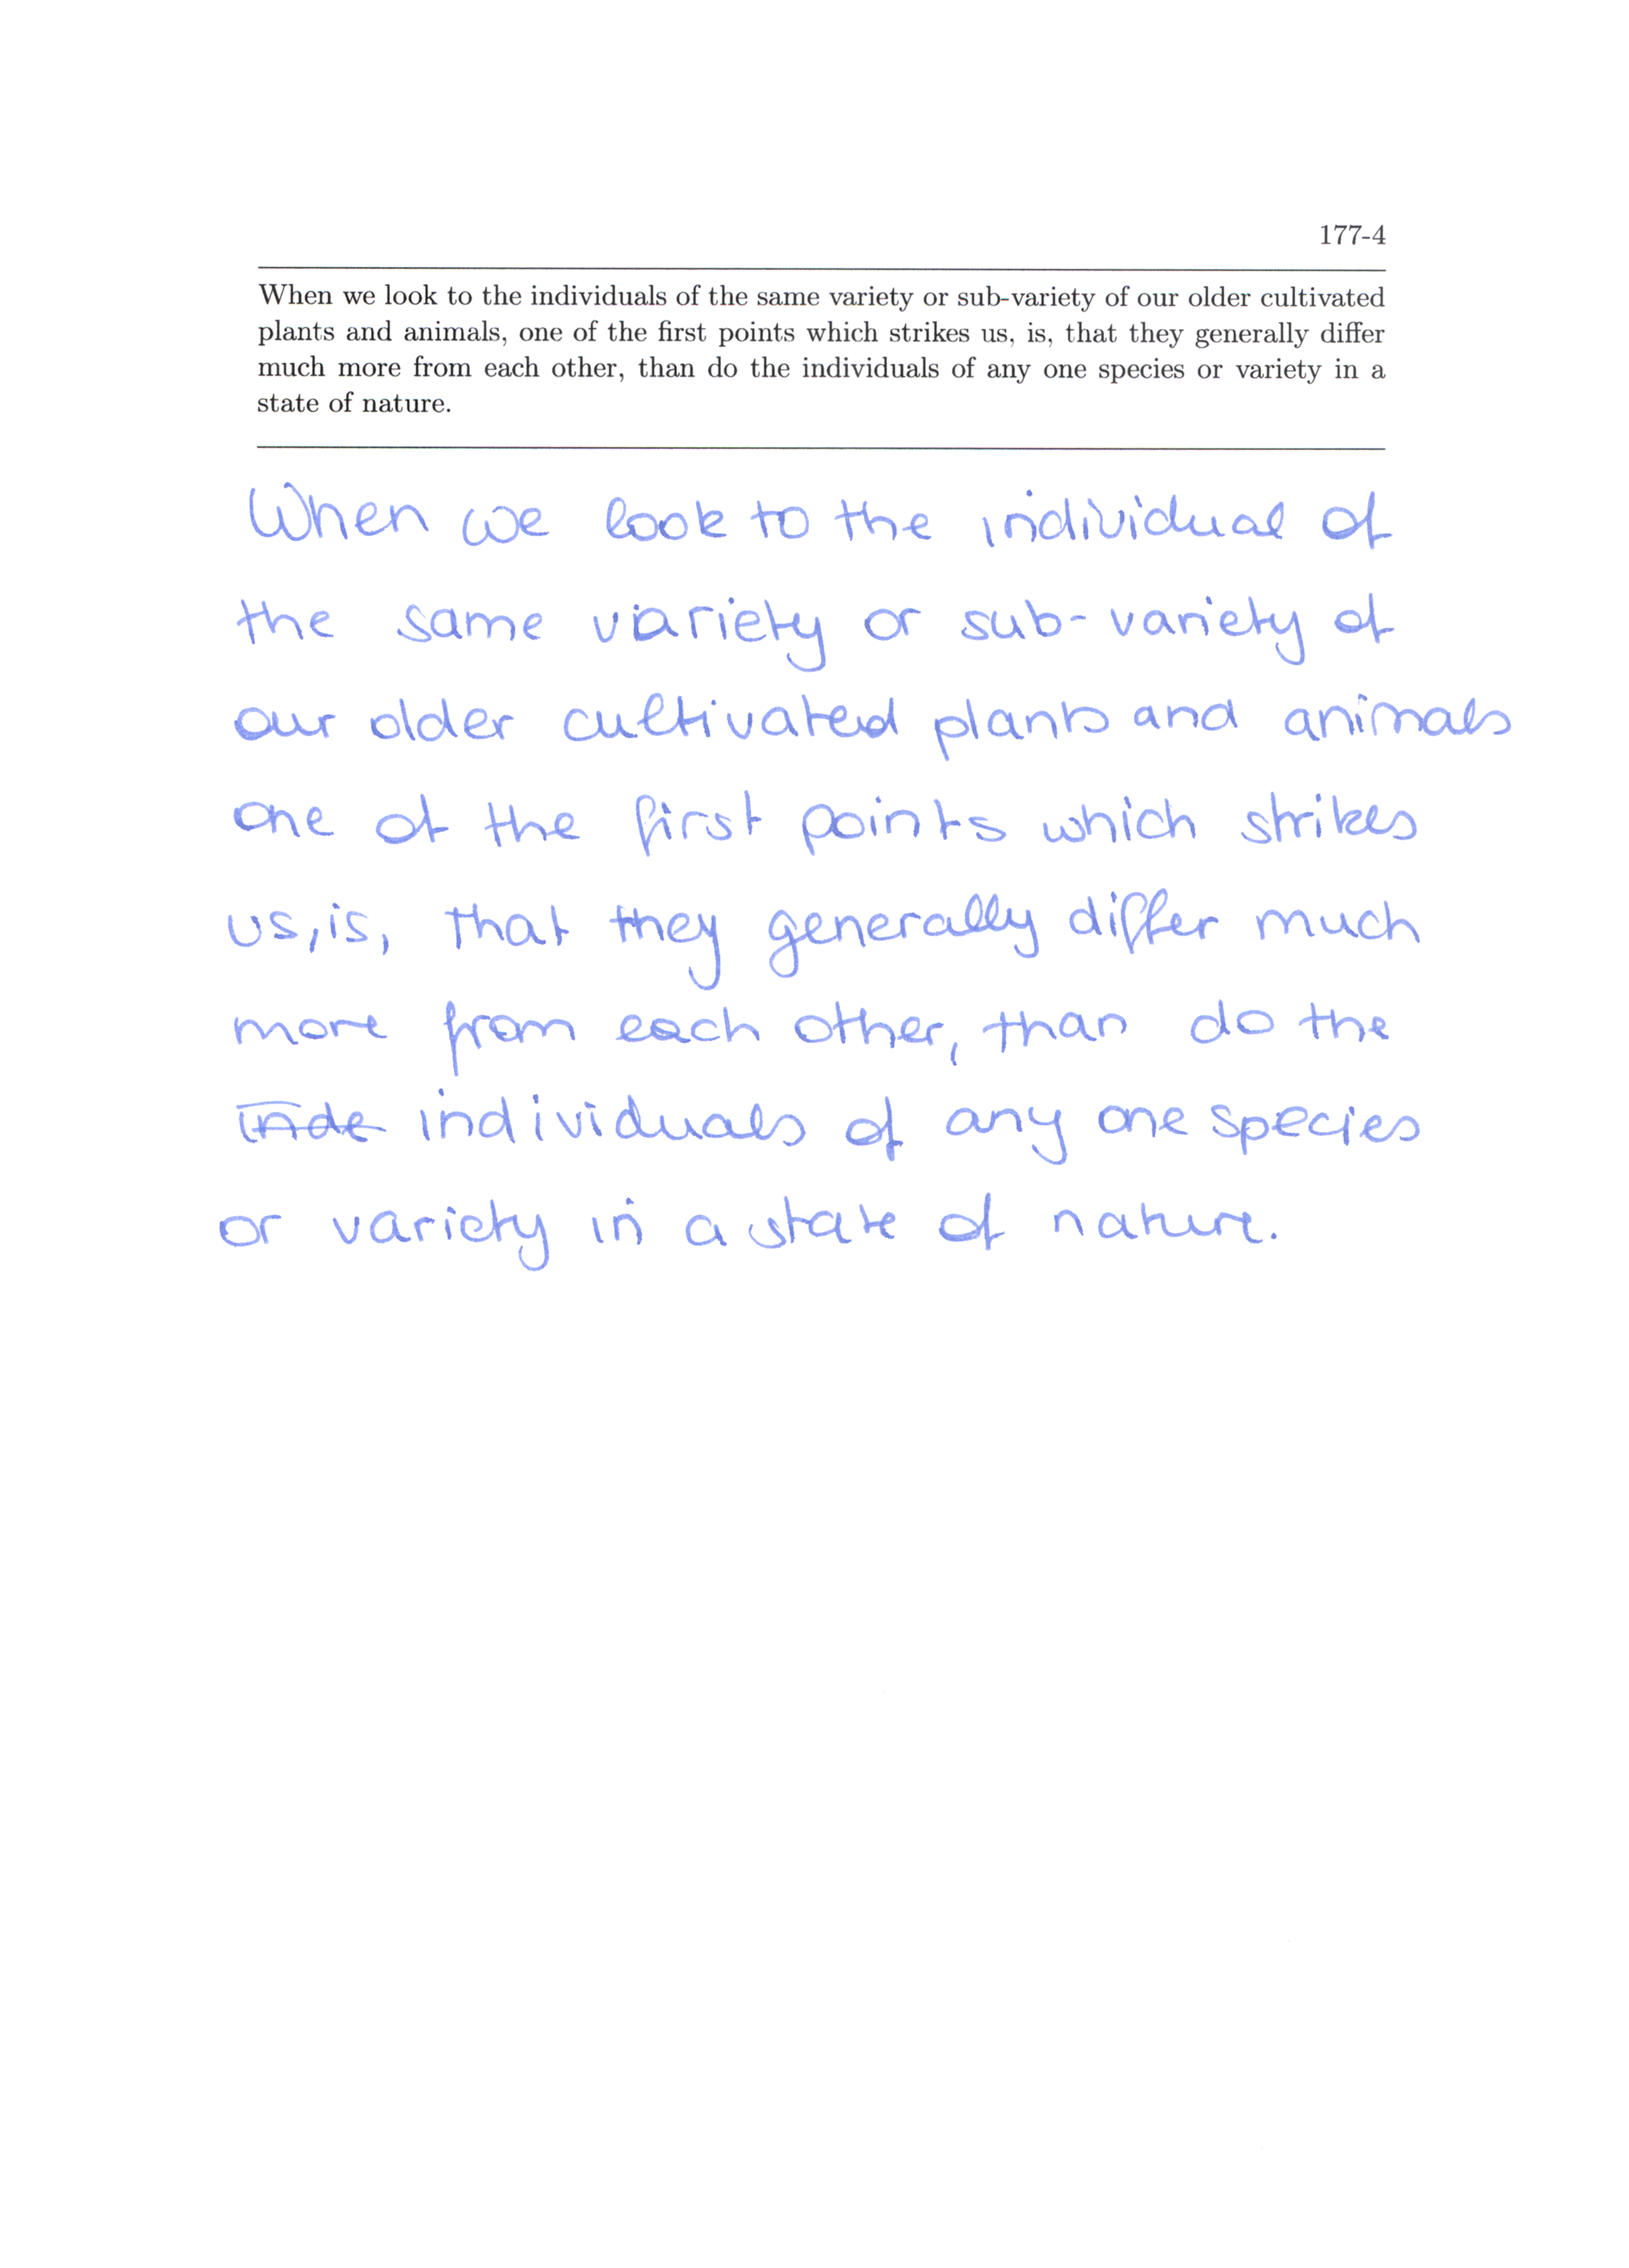 177-4
When we look to the individuals of the same variety or sub-variety of our older cultivated
plants and animals, one of the first points which strikes us, is, that they generally differ
much more from each other, than do the individuals of any one species or variety in a
state of nature.
When we look to the individual of
the same variety or sub-variety of
our older cultivated plants and animals
one of the first points which strikes
us, is, that they generally differ much
more from each other, than do the
inde individuals of any one species
or variety in a state of nature.